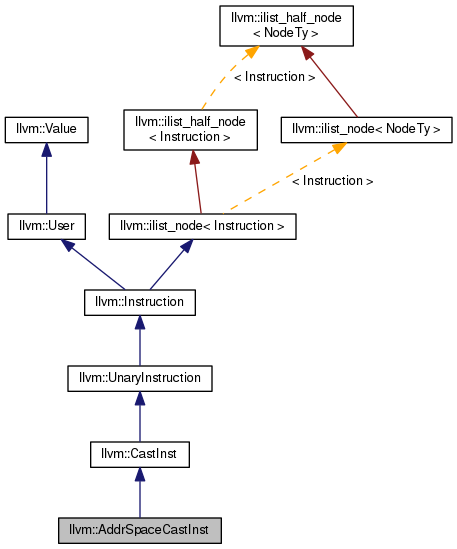 llvm::ilist_half_node
< NodeTy >
< Instruction >
llvm::ilist_half_node
< Instruction >
llvm::Value
llvm::ilist_node< NodeTy >
< Instruction >
llvm::User
llvm::ilist_node< Instruction >
llvm::Instruction
llvm::UnaryInstruction
llvm::CastInst
llvm::AddrSpaceCastInst